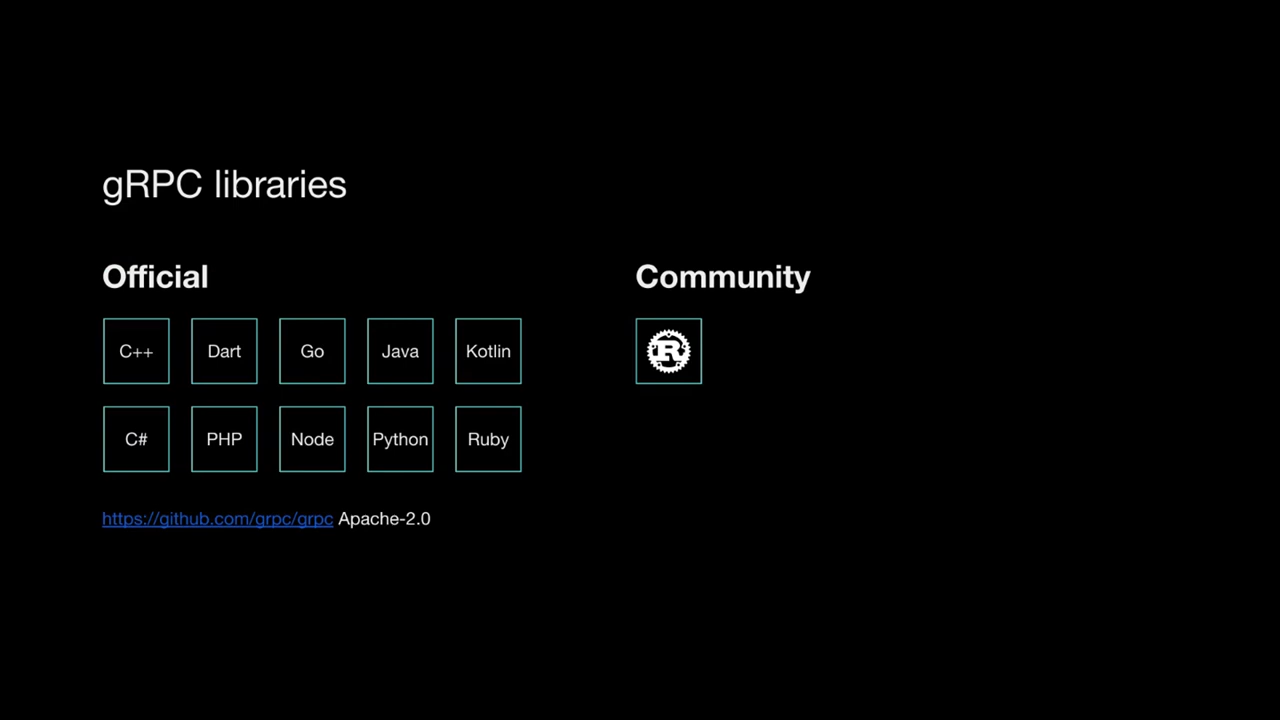 gRPC libraries
Official
C++ Dart Go Java Kotlin
C# PHP Node Python Ruby
https://github.com/grpc/grpc Apache-2.0
Community
R